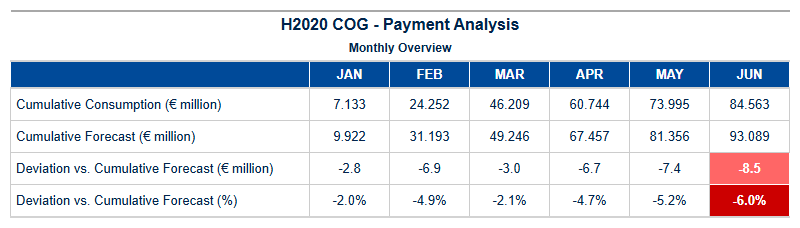 H2020 COG - Payment Analysis
Monthly Overview
JAN FEB MAR APR MAY JUN
Cumulative Consumption (€ million) 7.133 24.252 46.209 60.744 73.995 84.563
Cumulative Forecast (€ million) 9.922 31.193 49.246 67.457 81.356 93.089
Deviation vs. Cumulative Forecast (€ million) -2.8 -6.9 -3.0 -6.7 -7.4 -8.5
Deviation vs. Cumulative Forecast (%) -2.0% -4.9% -2.1% -4.7% -5.2% -6.0%